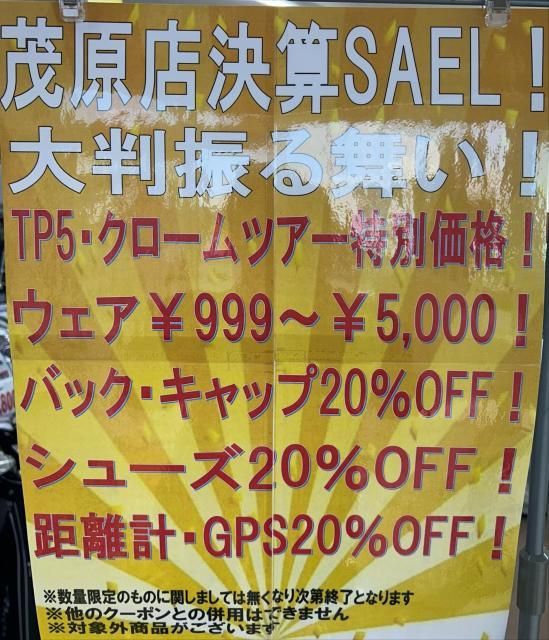 茂原店決算SAEL！
大判振る舞い！
TP5・クロームツアー特別価格！
ウェア￥999～￥5,000！
バック・キャップ20％OFF！
シューズ20％OFF！
距離計・GPS20％OFF！
※数量限定のものに関しましては無くなり次第終了となります
※他のクーポンとの併用はできません
※対象外商品がございます